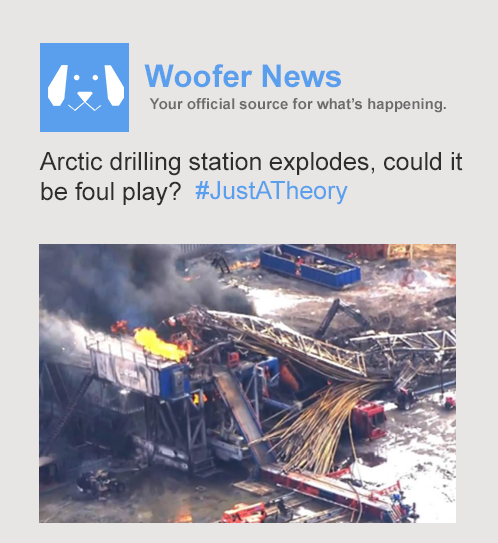 Woofer News
Your official source for what's happening.
Arctic drilling station explodes, could it
be foul play? #JustATheory